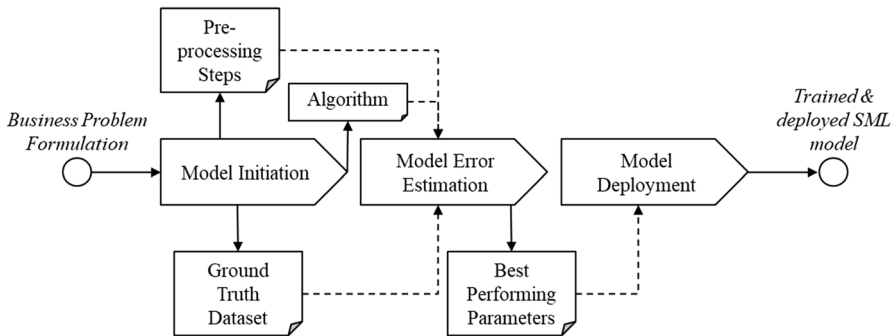 Pre-
processing
Steps
Algorithm
Business Problem
Formulation
Trained &
deployed SML
model
Model Initiation
Model Error
Estimation
Model
Deployment
Ground
Truth
Dataset
Best
Performing
Parameters